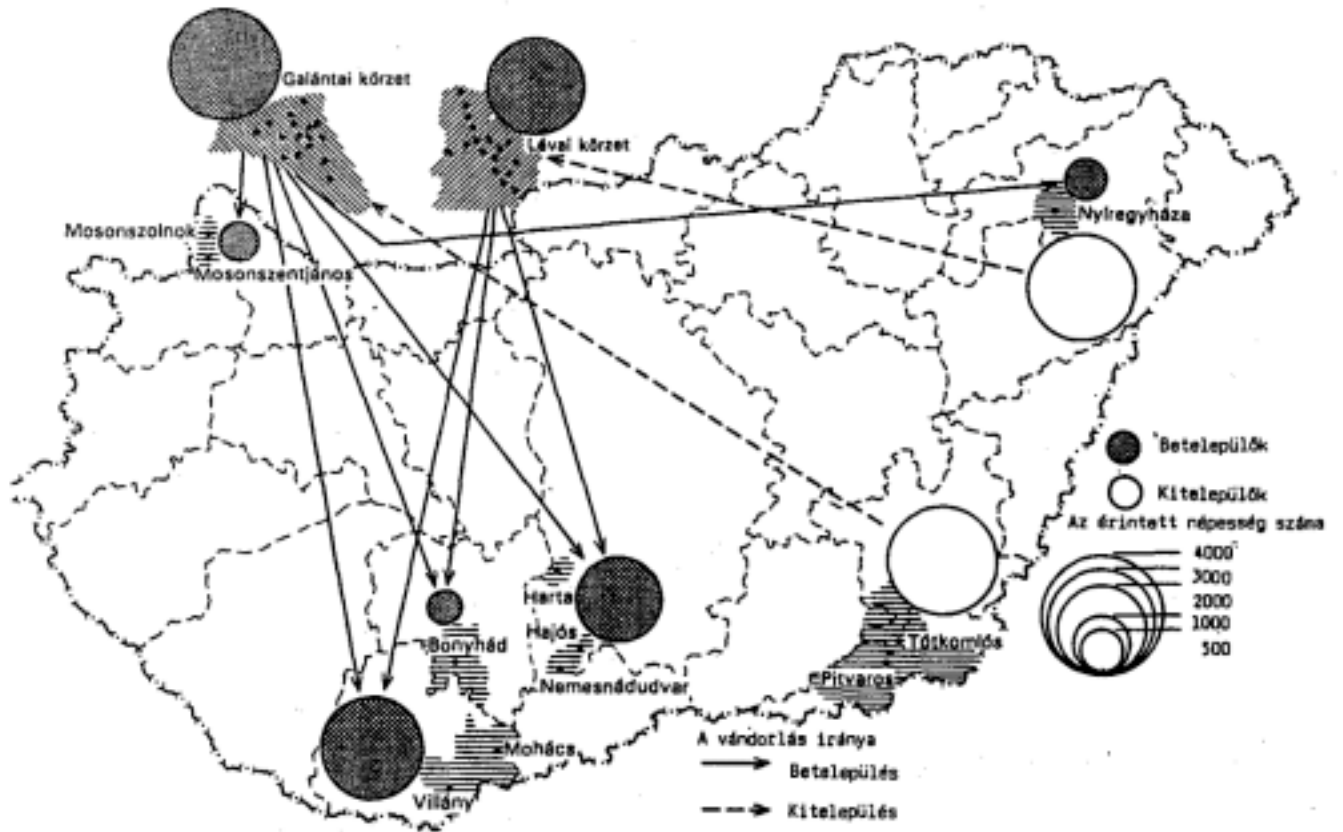 Galántai körzet
Lévai körzet
Nyíregyháza
Mosonszolnok
Mosonszentjános
Betelepülők
Kitelepülők
Az érintett népesség száma
4000
3000
2000
1000
500
Harta
Hajós
Bonyhád
Nemesnádudvar
Tótkomlós
Pitvaros
Mohács
Villány
A vándorlás iránya
Betelepülés
Kitelepülés